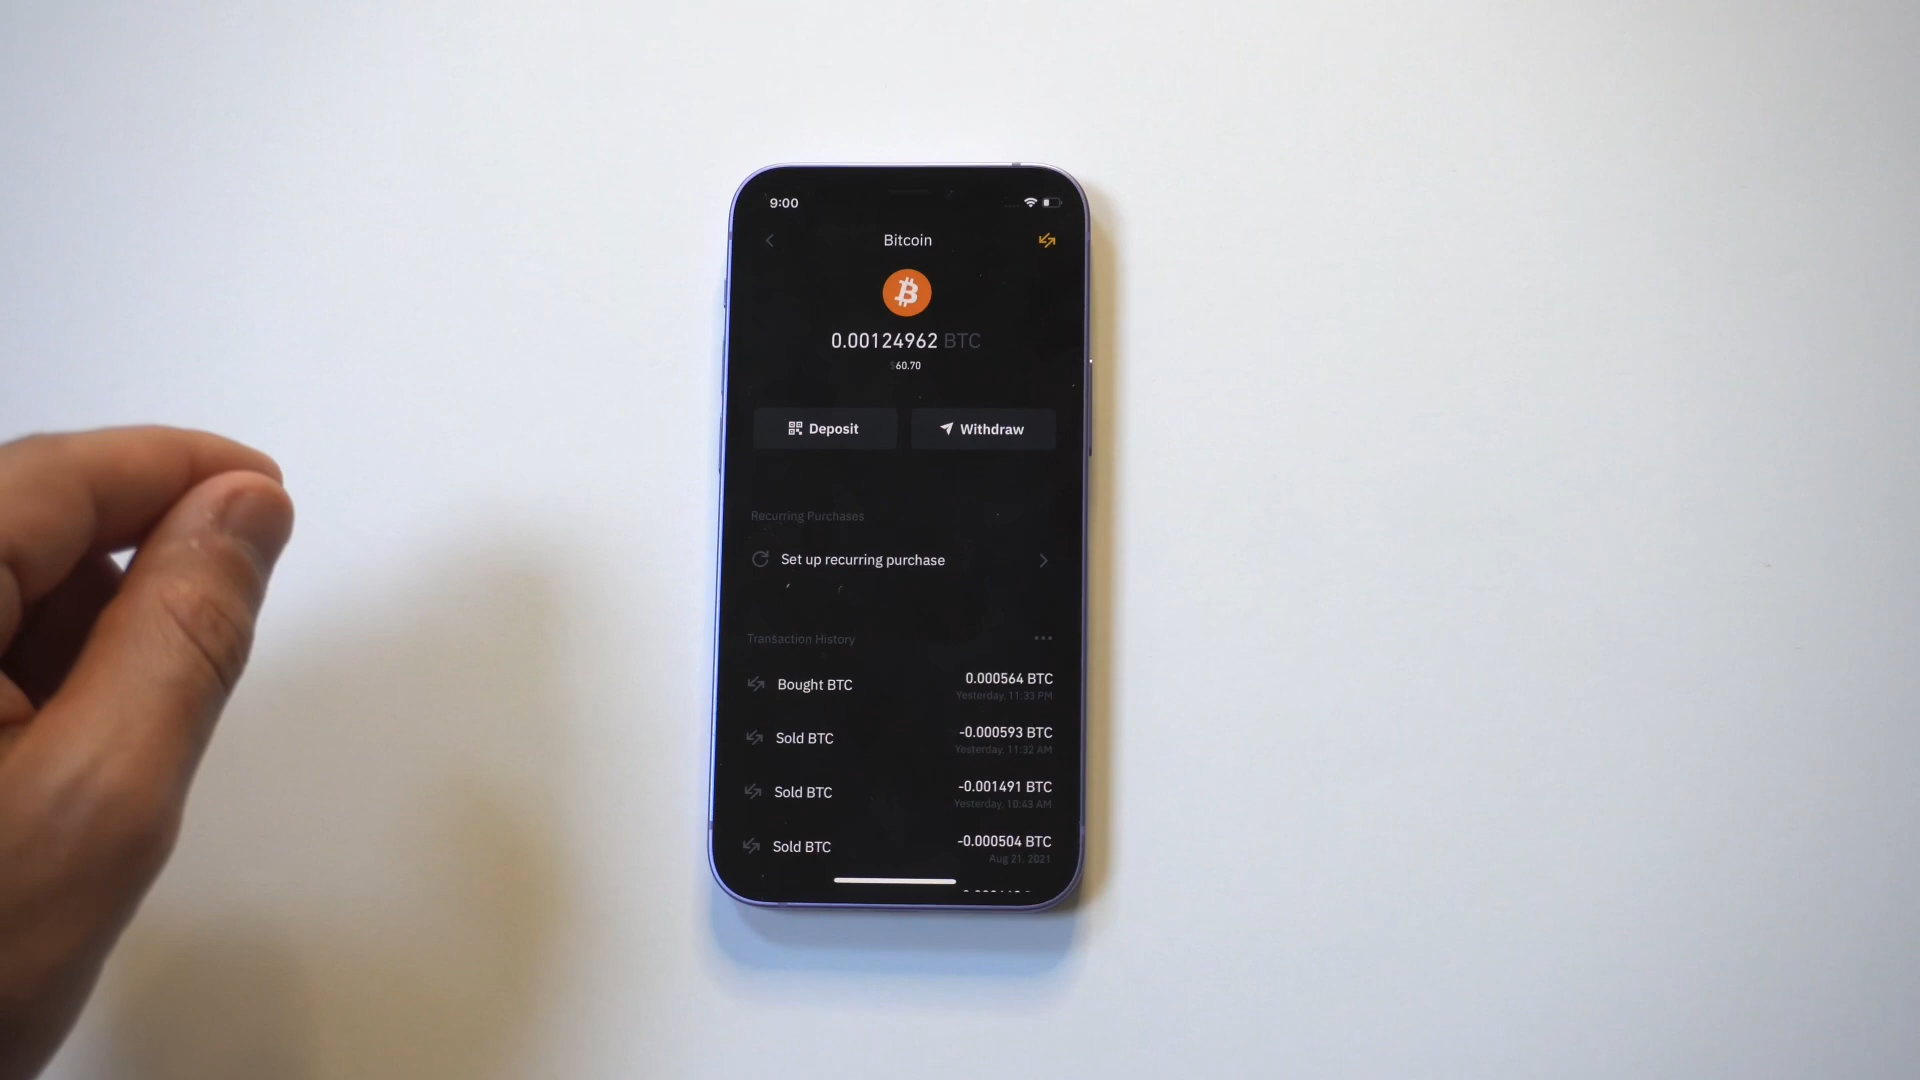 9:00
Bitcoin
0.00124962 BTC
$60.70
Deposit
Withdraw
Recurring Purchases
Set up recurring purchase
Transaction History
Bought BTC
0.000564 BTC
Yesterday, 11:33 PM
Sold BTC
-0.000593 BTC
Yesterday, 11:32 AM
Sold BTC
-0.001491 BTC
Yesterday, 10:43 AM
Sold BTC
-0.000504 BTC
Aug 21, 2021